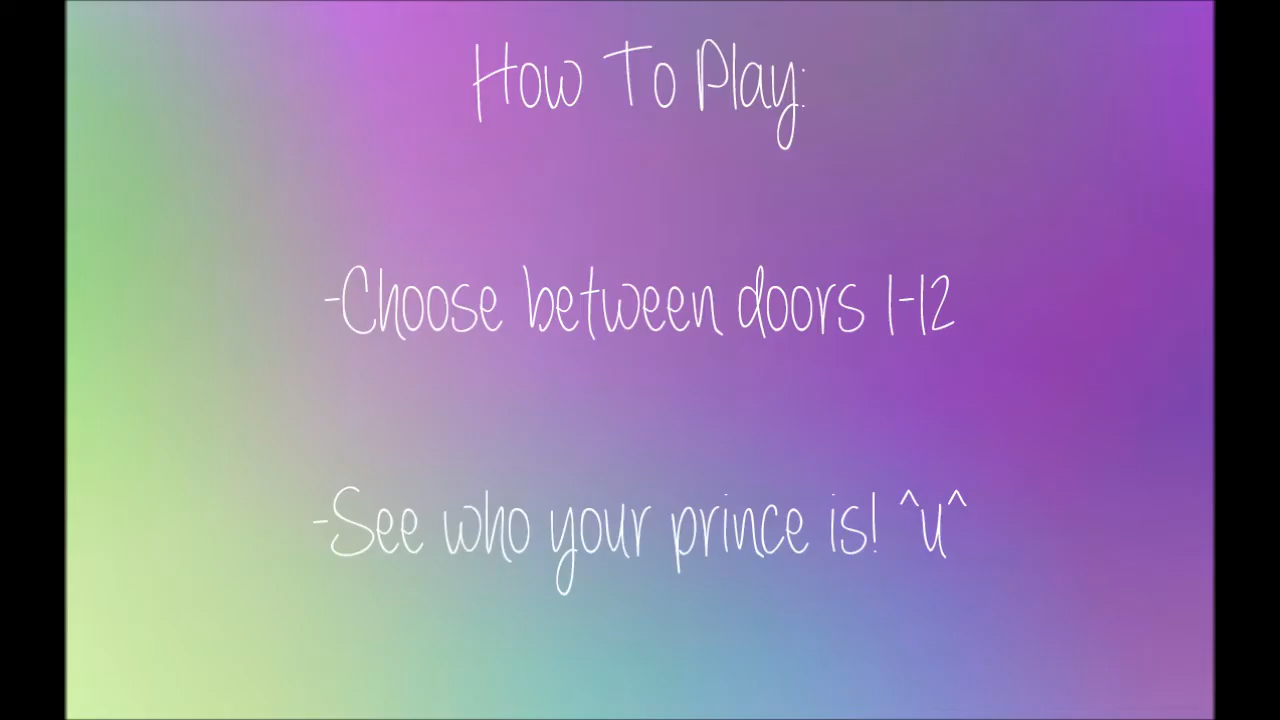 How To Play:
-Choose between doors 1-12
-See who your prince is! ^u^